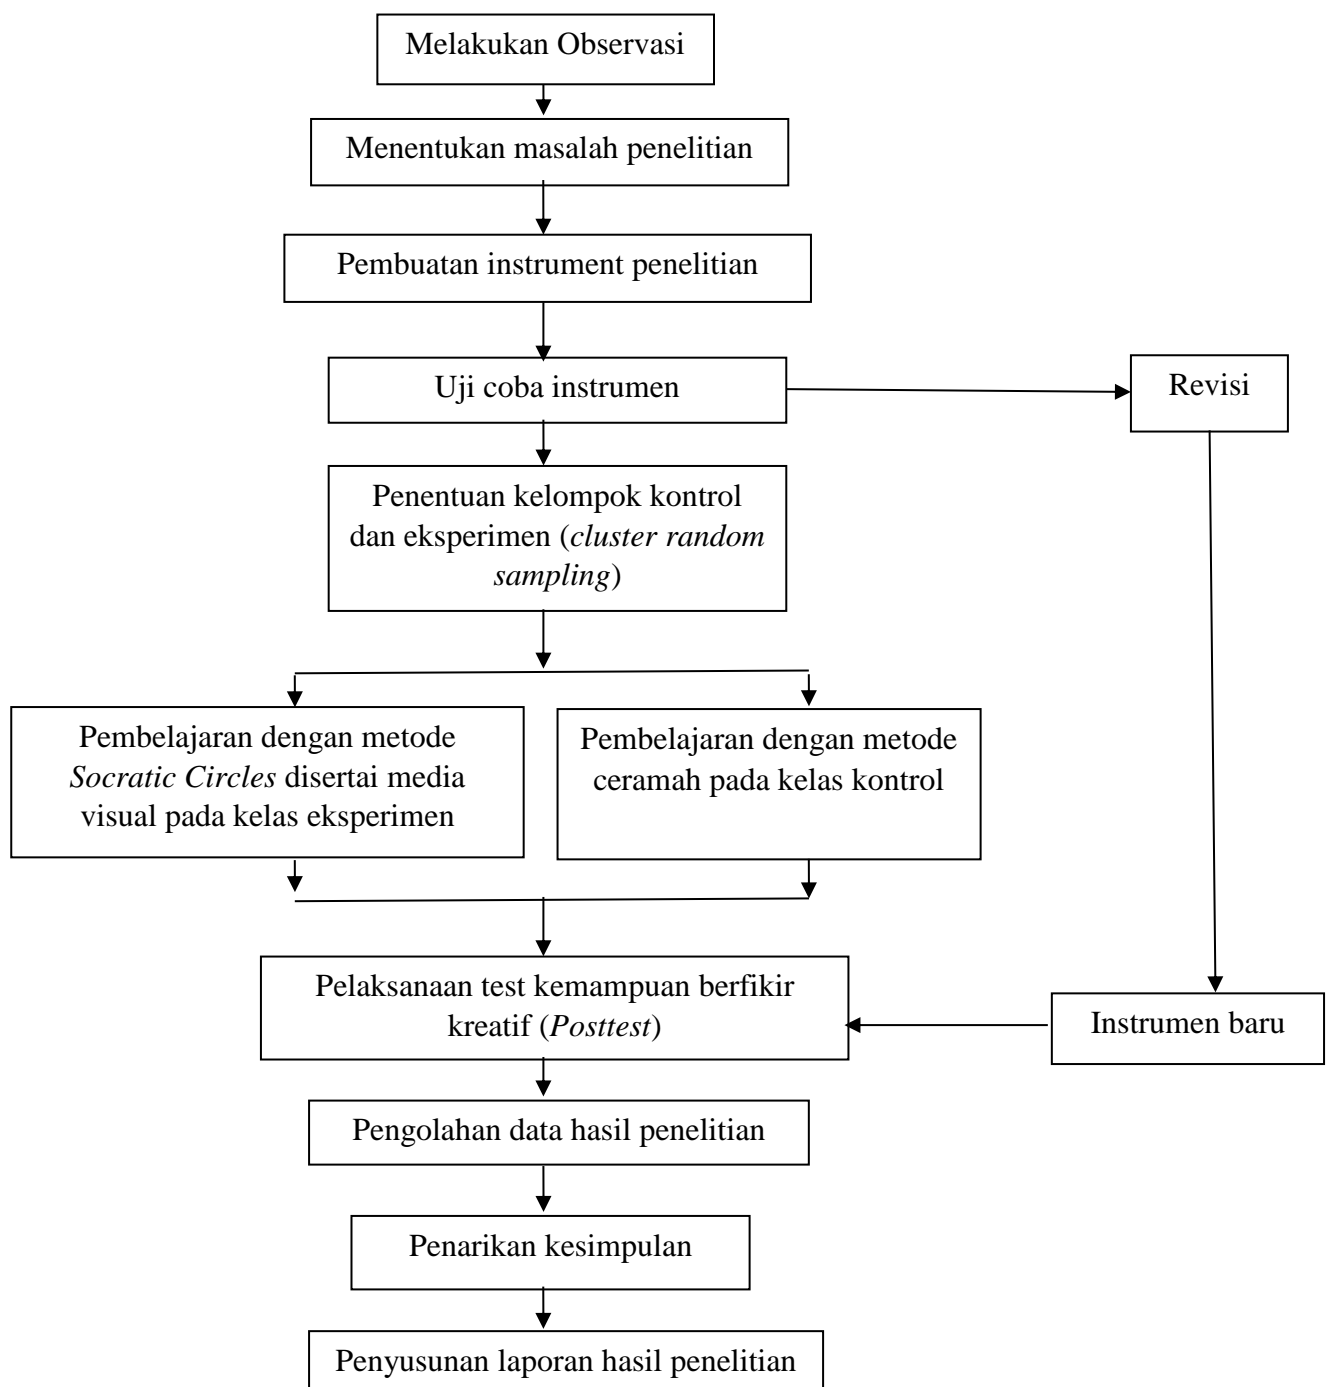 Melakukan Observasi
Menentukan masalah penelitian
Pembuatan instrument penelitian
Uji coba instrumen
Revisi
Penentuan kelompok kontrol
dan eksperimen (cluster random
sampling)
Pembelajaran dengan metode
Socratic Circles disertai media
visual pada kelas eksperimen
Pembelajaran dengan metode
ceramah pada kelas kontrol
Pelaksanaan test kemampuan berfikir
kreatif (Posttest)
Instrumen baru
Pengolahan data hasil penelitian
Penarikan kesimpulan
Penyusunan laporan hasil penelitian